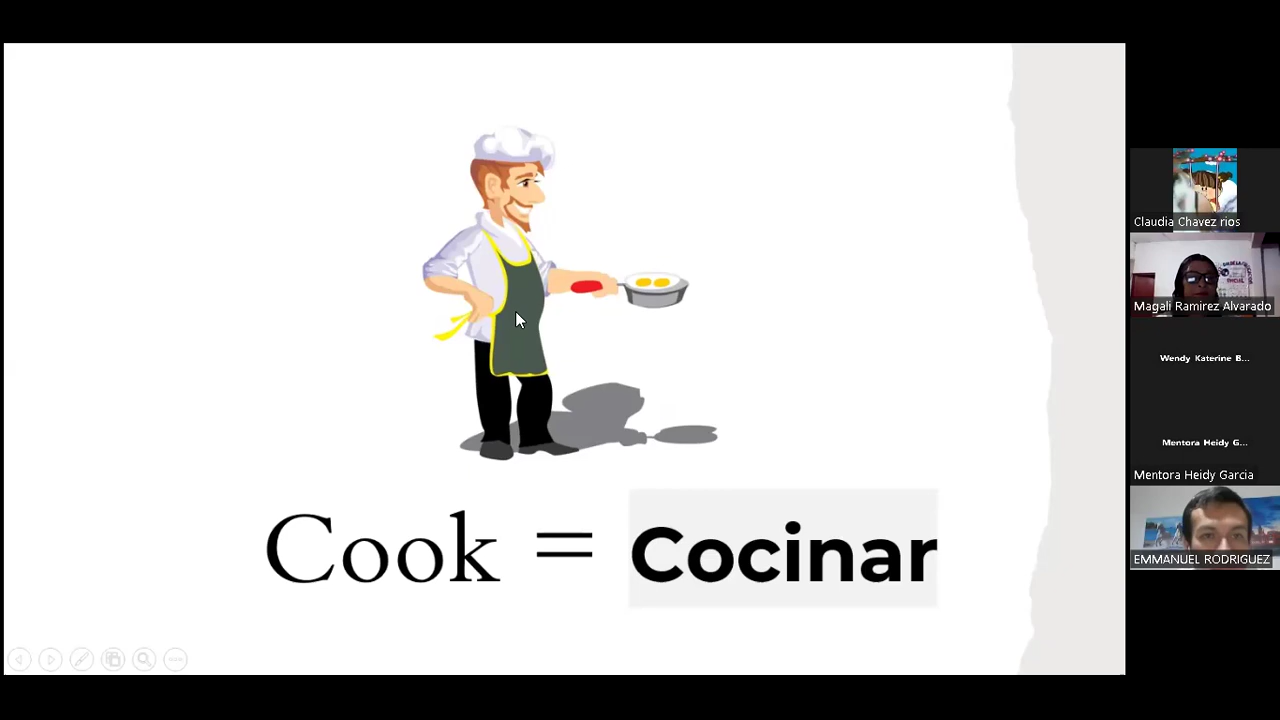 Cook = Cocinar
Claudia Chavez rios
Magali Ramirez Alvarado
Wendy Katerine B...
Mentora Heidy G...
Mentora Heidy Garcia
EMMANUEL RODRIGUEZ